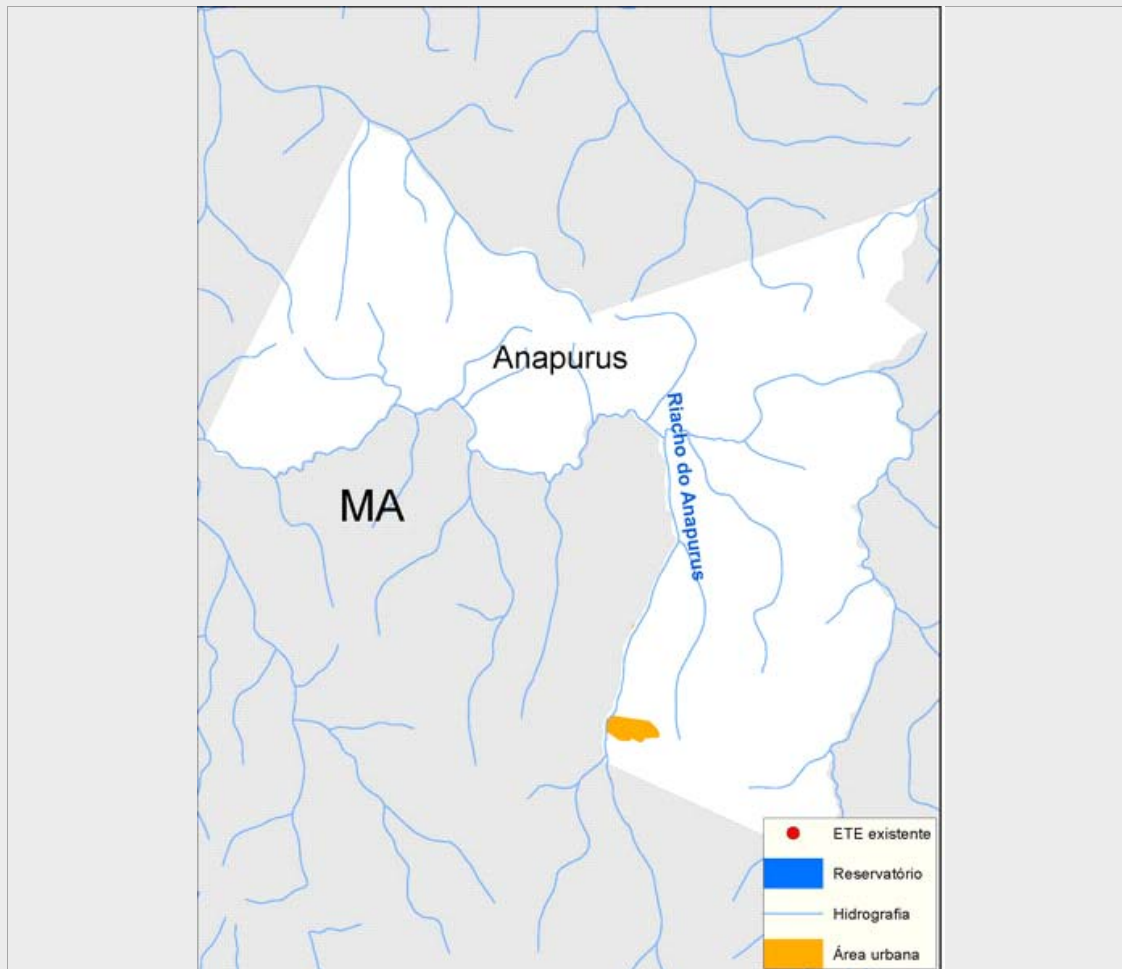 Anapurus
Riacho do Anapurus
MA
ETE existente
Reservatório
Hidrografia
Área urbana